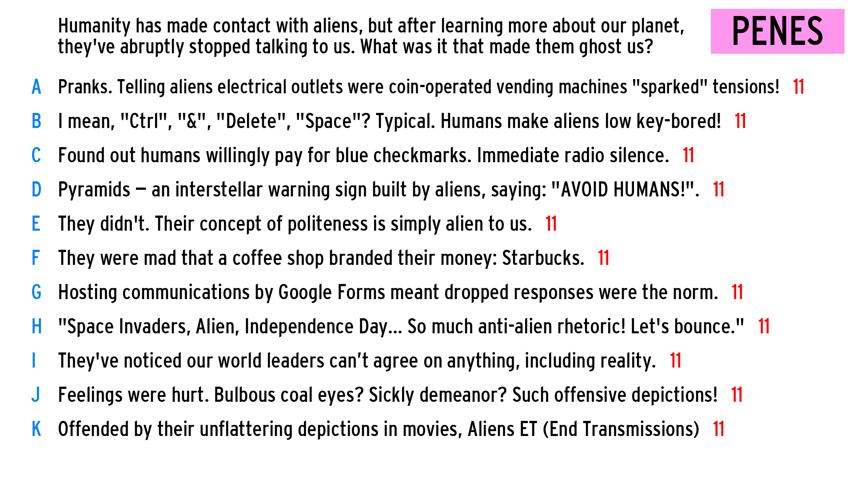 Humanity has made contact with aliens, but after learning more about our planet,
they've abruptly stopped talking to us. What was it that made them ghost us?
PENES
A Pranks. Telling aliens electrical outlets were coin-operated vending machines "sparked" tensions! 11
B I mean, "Ctrl", "&", "Delete", "Space"? Typical. Humans make aliens low key-bored! 11
C Found out humans willingly pay for blue checkmarks. Immediate radio silence. 11
D Pyramids – an interstellar warning sign built by aliens, saying: "AVOID HUMANS!". 11
E They didn't. Their concept of politeness is simply alien to us. 11
F They were mad that a coffee shop branded their money: Starbucks. 11
G Hosting communications by Google Forms meant dropped responses were the norm. 11
H "Space Invaders, Alien, Independence Day... So much anti-alien rhetoric! Let's bounce." 11
I They've noticed our world leaders can’t agree on anything, including reality. 11
J Feelings were hurt. Bulbous coal eyes? Sickly demeanor? Such offensive depictions! 11
K Offended by their unflattering depictions in movies, Aliens ET (End Transmissions) 11